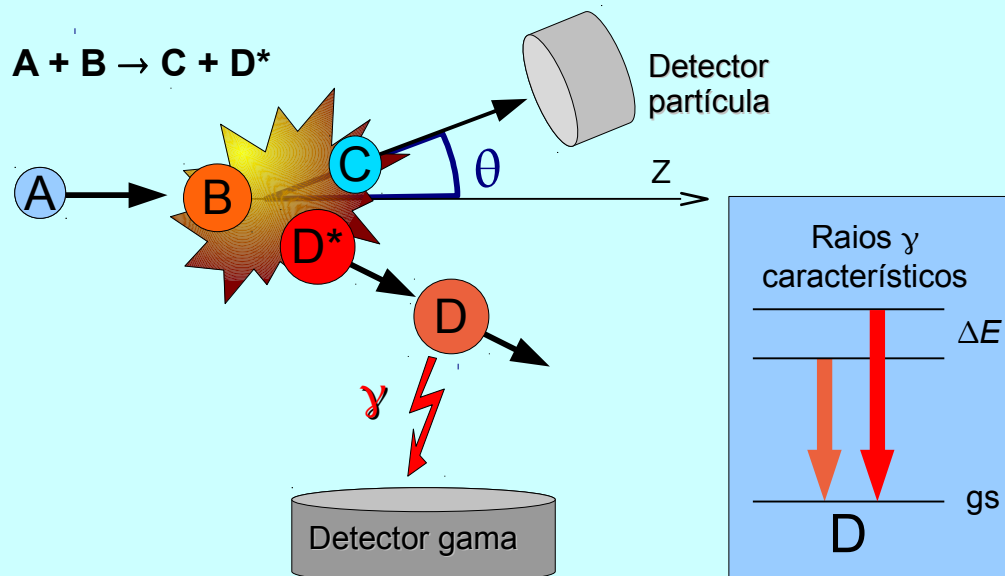 A + B → C + D*
Detector
partícula
A
B
C
θ
Z
D*
D
γ
Detector gama
Raios γ
característicos
ΔE
gs
D